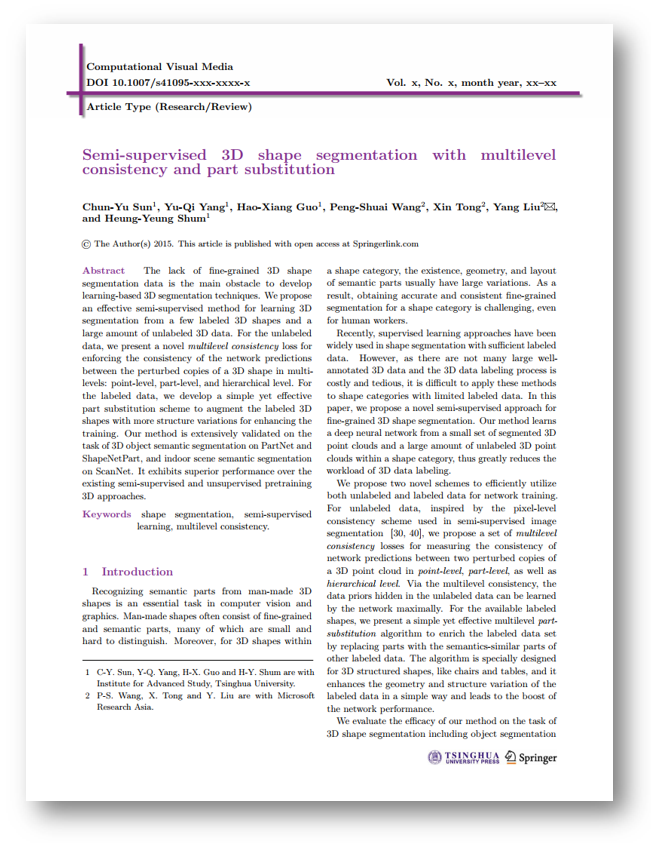 Computational Visual Media
DOI 10.1007/s41095-xxx-xxxx-x Vol. x, No. x, month year, xx–xx
Article Type (Research/Review)
Semi-supervised 3D shape segmentation with multilevel
consistency and part substitution
Chun-Yu Sun1, Yu-Qi Yang1, Hao-Xiang Guo1, Peng-Shuai Wang2, Xin Tong2, Yang Liu2✉,
and Heung-Yeung Shum1
© The Author(s) 2015. This article is published with open access at Springerlink.com
Abstract The lack of fine-grained 3D shape
segmentation data is the main obstacle to develop
learning-based 3D segmentation techniques. We propose
an effective semi-supervised method for learning 3D
segmentation from a few labeled 3D shapes and a
large amount of unlabeled 3D data. For the unlabeled
data, we present a novel multilevel consistency loss for
enforcing the consistency of the network predictions
between the perturbed copies of a 3D shape in multi-
levels: point-level, part-level, and hierarchical level. For
the labeled data, we develop a simple yet effective
part substitution scheme to augment the labeled 3D
shapes with more structure variations for enhancing the
training. Our method is extensively validated on the
task of 3D object semantic segmentation on PartNet and
ShapeNetPart, and indoor scene semantic segmentation
on ScanNet. It exhibits superior performance over the
existing semi-supervised and unsupervised pretraining
3D approaches.
Keywords shape segmentation, semi-supervised
learning, multilevel consistency.
1 Introduction
Recognizing semantic parts from man-made 3D
shapes is an essential task in computer vision and
graphics. Man-made shapes often consist of fine-grained
and semantic parts, many of which are small and
hard to distinguish. Moreover, for 3D shapes within
1 C-Y. Sun, Y-Q. Yang, H-X. Guo and H-Y. Shum are with
Institute for Advanced Study, Tsinghua University.
2 P-S. Wang, X. Tong and Y. Liu are with Microsoft
Research Asia.
a shape category, the existence, geometry, and layout
of semantic parts usually have large variations. As a
result, obtaining accurate and consistent fine-grained
segmentation for a shape category is challenging, even
for human workers.
Recently, supervised learning approaches have been
widely used in shape segmentation with sufficient labeled
data. However, as there are not many large well-
annotated 3D data and the 3D data labeling process is
costly and tedious, it is difficult to apply these methods
to shape categories with limited labeled data. In this
paper, we propose a novel semi-supervised approach for
fine-grained 3D shape segmentation. Our method learns
a deep neural network from a small set of segmented 3D
point clouds and a large amount of unlabeled 3D point
clouds within a shape category, thus greatly reduces the
workload of 3D data labeling.
We propose two novel schemes to efficiently utilize
both unlabeled and labeled data for network training.
For unlabeled data, inspired by the pixel-level
consistency scheme used in semi-supervised image
segmentation [30, 40], we propose a set of multilevel
consistency losses for measuring the consistency of
network predictions between two perturbed copies of
a 3D point cloud in point-level, part-level, as well as
hierarchical level. Via the multilevel consistency, the
data priors hidden in the unlabeled data can be learned
by the network maximally. For the available labeled
shapes, we present a simple yet effective multilevel part-
substitution algorithm to enrich the labeled data set
by replacing parts with the semantics-similar parts of
other labeled data. The algorithm is specially designed
for 3D structured shapes, like chairs and tables, and it
enhances the geometry and structure variation of the
labeled data in a simple way and leads to the boost of
the network performance.
We evaluate the efficacy of our method on the task of
3D shape segmentation including object segmentation
TSINGHUA
UNIVERSITY PRESS
Springer